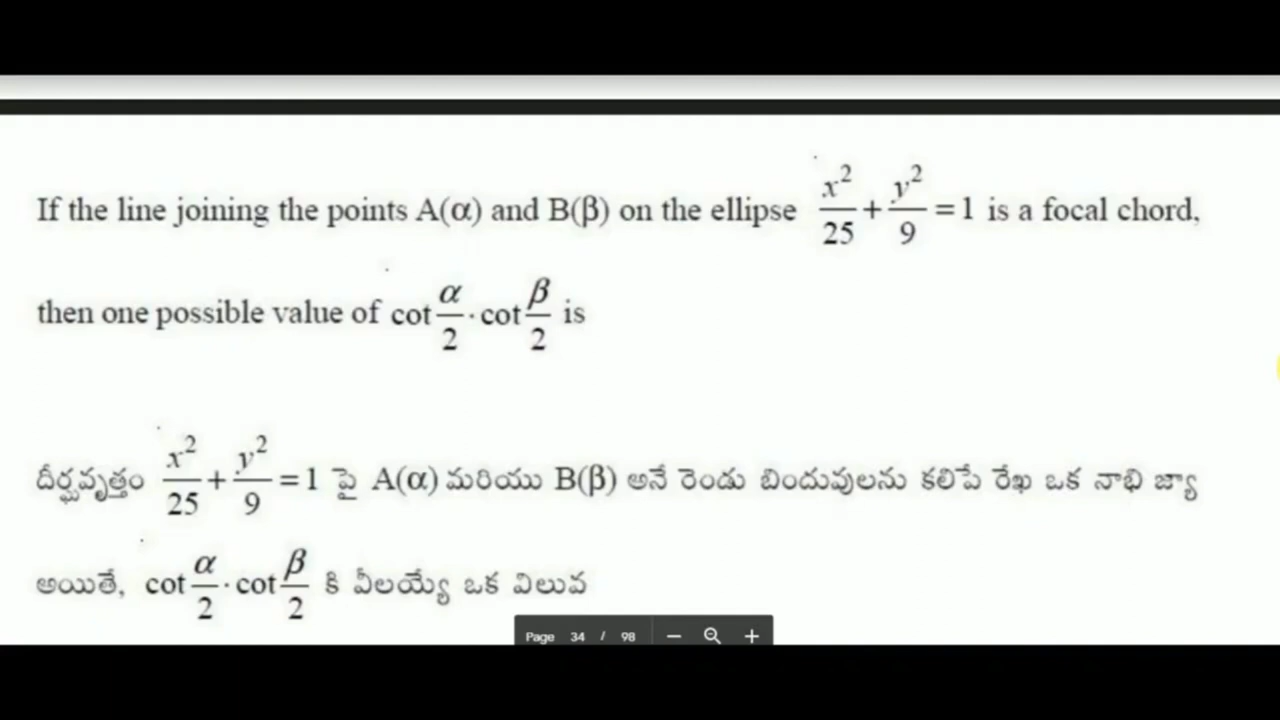 If the line joining the points A(α) and B(β) on the ellipse x²/25 + y²/9 = 1 is a focal chord,
then one possible value of cot α/2 · cot β/2 is
దీర్ఘవృత్తం x²/25 + y²/9 = 1 పై A(α) మరియు B(β) అనే రెండు బిందువులను కలిపే రేఖ ఒక నాభి జ్యా
అయితే, cot α/2 · cot β/2 కి వీలయ్యే ఒక విలువ
Page 34 / 98 − +